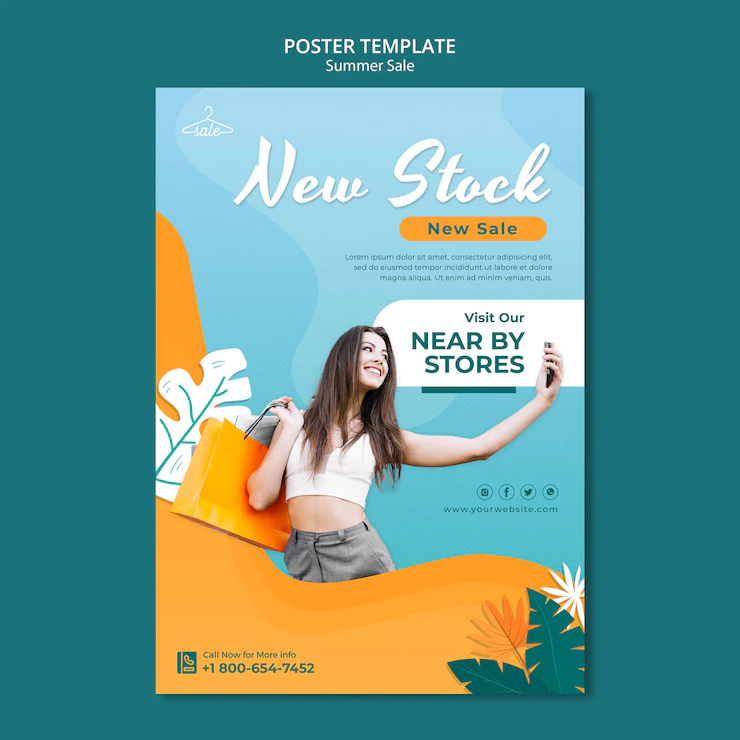 POSTER TEMPLATE
Summer Sale
sale
New Stock
New Sale
Lorem ipsum dolor sit amet, consectetur adipisicing elit,
sed do eiusmod tempor incididunt ut labore et dolore
magna aliqua. Ut enim ad minim veniam, quis.
Visit Our
NEAR BY
STORES
www.yourwebsite.com
Call Now for More info
+1 800-654-7452